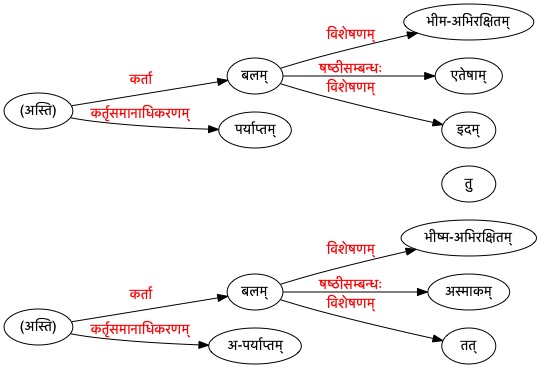 भीम-अभिरक्षितम्
विशेषणम्
बलम्
षष्ठीसम्बन्धः
एतेषाम्
विशेषणम्
कर्ता
(अस्ति)
कर्तृसमानाधिकरणम्
पर्याप्तम्
इदम्
तु
भीष्म-अभिरक्षितम्
विशेषणम्
बलम्
षष्ठीसम्बन्धः
अस्माकम्
विशेषणम्
कर्ता
(अस्ति)
कर्तृसमानाधिकरणम्
अ-पर्याप्तम्
तत्